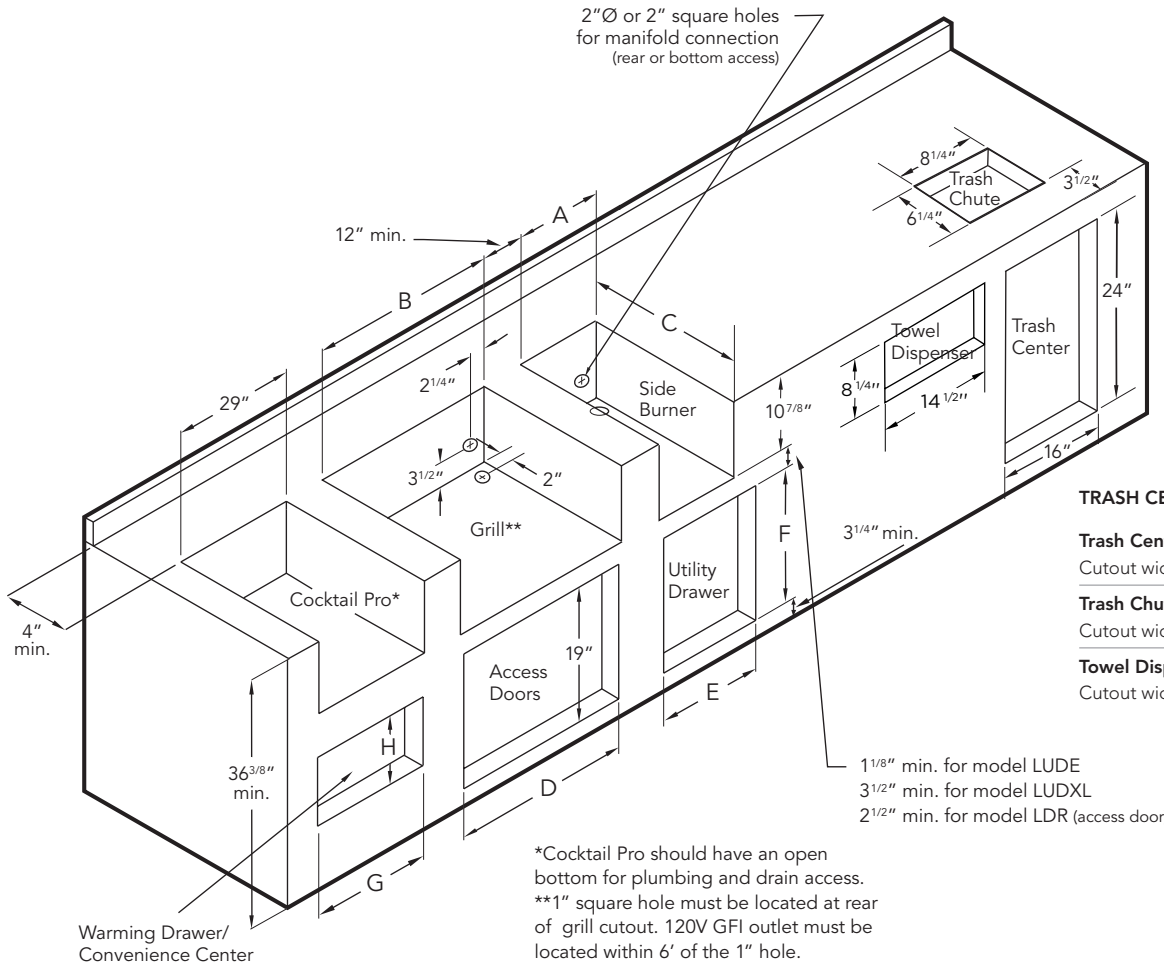 2"Ø or 2" square holes
for manifold connection
(rear or bottom access)
8 1/4"
Trash
Chute
3 1/2"
6 1/4"
A
12" min.
B
C
24"
Towel
Dispenser
Trash
Center
2 1/4"
Side
Burner
29"
8 1/4"
10 7/8"
14 1/2"
3 1/2"
2"
16"
Grill**
F
3 1/4" min.
Utility
Drawer
Cocktail Pro*
4"
min.
19"
Access
Doors
E
H
36 3/8"
min.
D
G
Warming Drawer/
Convenience Center
1 1/8" min. for model LUDE
3 1/2" min. for model LUDXL
2 1/2" min. for model LDR (access door
*Cocktail Pro should have an open
bottom for plumbing and drain access.
**1" square hole must be located at rear
of grill cutout. 120V GFI outlet must be
located within 6' of the 1" hole.
TRASH CE
Trash Cen
Cutout wid
Trash Chu
Cutout wid
Towel Disp
Cutout wid